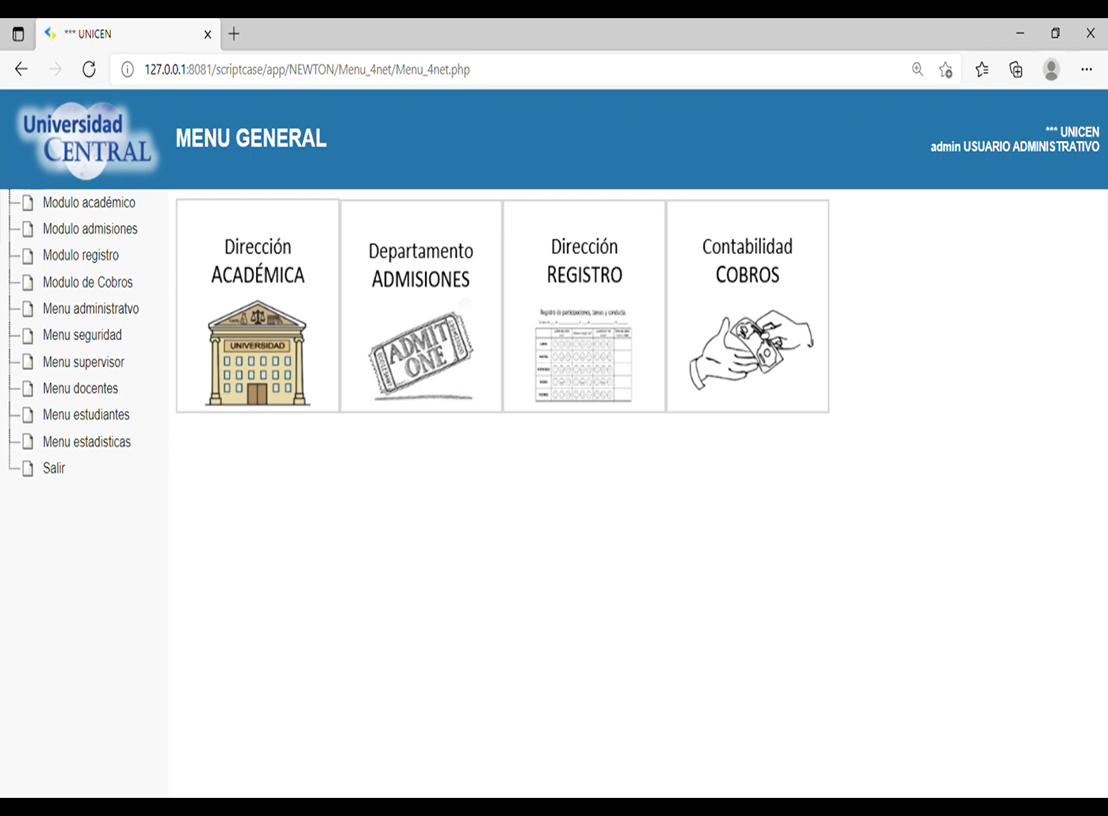 *** UNICEN
127.0.0.1:8081/scriptcase/app/NEWTON/Menu_4net/Menu_4net.php
Universidad
CENTRAL
MENU GENERAL
*** UNICEN
admin USUARIO ADMINISTRATIVO
Modulo académico
Modulo admisiones
Modulo registro
Modulo de Cobros
Menu administratvo
Menu seguridad
Menu supervisor
Menu docentes
Menu estudiantes
Menu estadisticas
Salir
Dirección
ACADÉMICA
UNIVERSIDAD
Departamento
ADMISIONES
ADMIT
ONE
Dirección
REGISTRO
Registro de participaciones, tareas y conducta
Contabilidad
COBROS